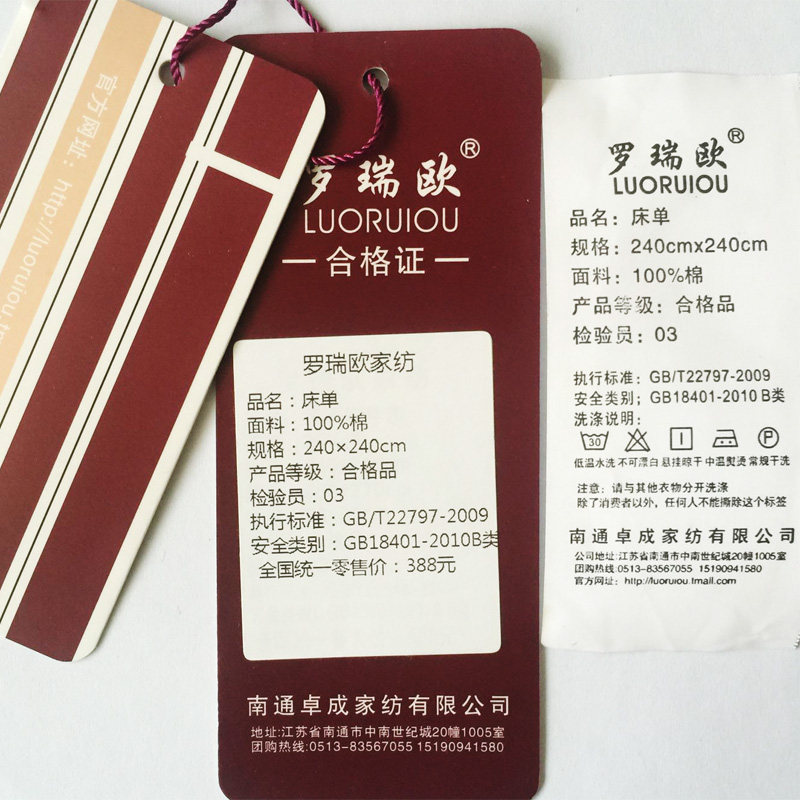 官方网址：http://luoruiou.tm
罗瑞欧®
LUORUIOU
合格证
罗瑞欧家纺
品名：床单
面料：100%棉
规格：240×240cm
产品等级：合格品
检验员：03
执行标准：GB/T22797-2009
安全类别：GB18401-2010B类
全国统一零售价：388元
南通卓成家纺有限公司
地址:江苏省南通市中南世纪城20幢1005室
团购热线:0513-83567055 15190941580
罗瑞欧®
LUORUIOU
品名：床单
规格：240cmx240cm
面料：100%棉
产品等级：合格品
检验员：03
执行标准：GB/T22797-2009
安全类别；GB18401-2010 B类
洗涤说明：
30 P
低温水洗 不可漂白 悬挂晾干 中温熨烫 常规干洗
注意：请与其他衣物分开洗涤
除了消费者以外，任何人不能撕除这个标签
南通卓成家纺有限公司
公司地址:江苏省南通市中南世纪城20幢1005室
团购热线:0513-83567055 15190941580
官方网址：http://luoruiou.tmall.com